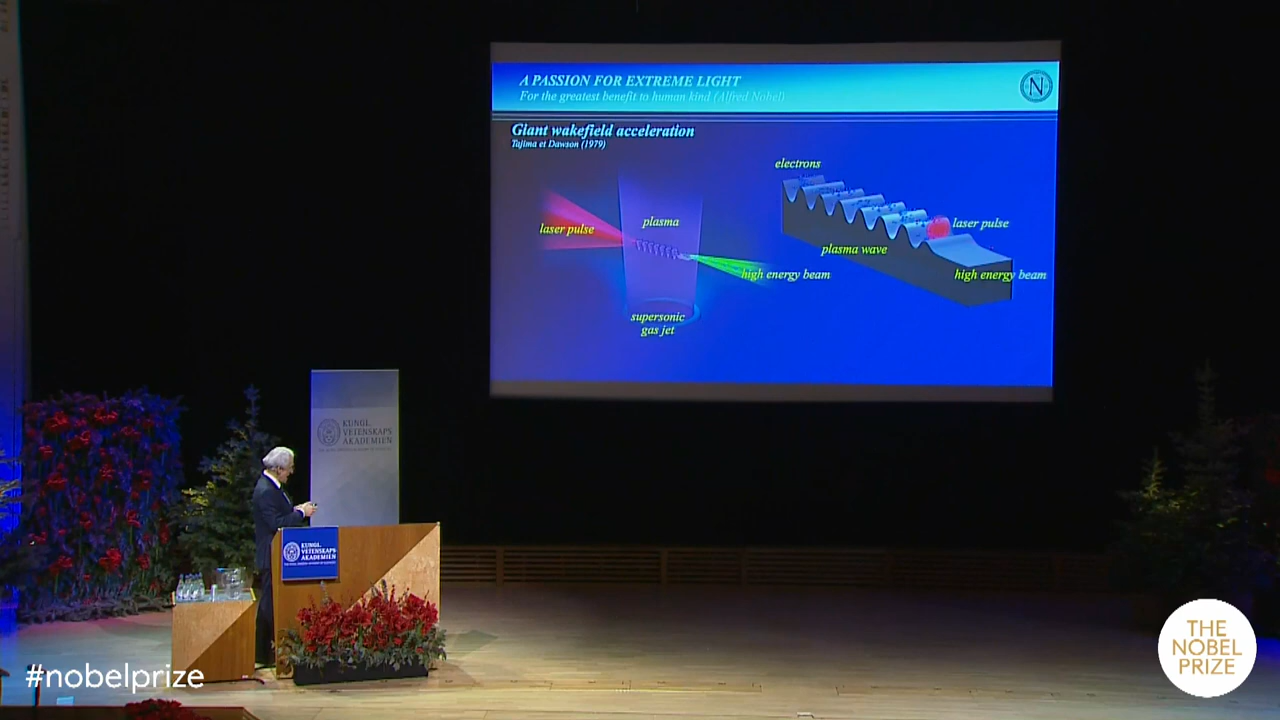 A PASSION FOR EXTREME LIGHT
For the greatest benefit to human kind (Alfred Nobel)
N
Giant wakefield acceleration
Tajima et Dawson (1979)
electrons
laser pulse
plasma
laser pulse
plasma wave
high energy beam
high energy beam
supersonic
gas jet
KUNGL.
VETENSKAPS
AKADEMIEN
KUNGL.
VETENSKAPS
AKADEMIEN
THE
NOBEL
PRIZE
#nobelprize